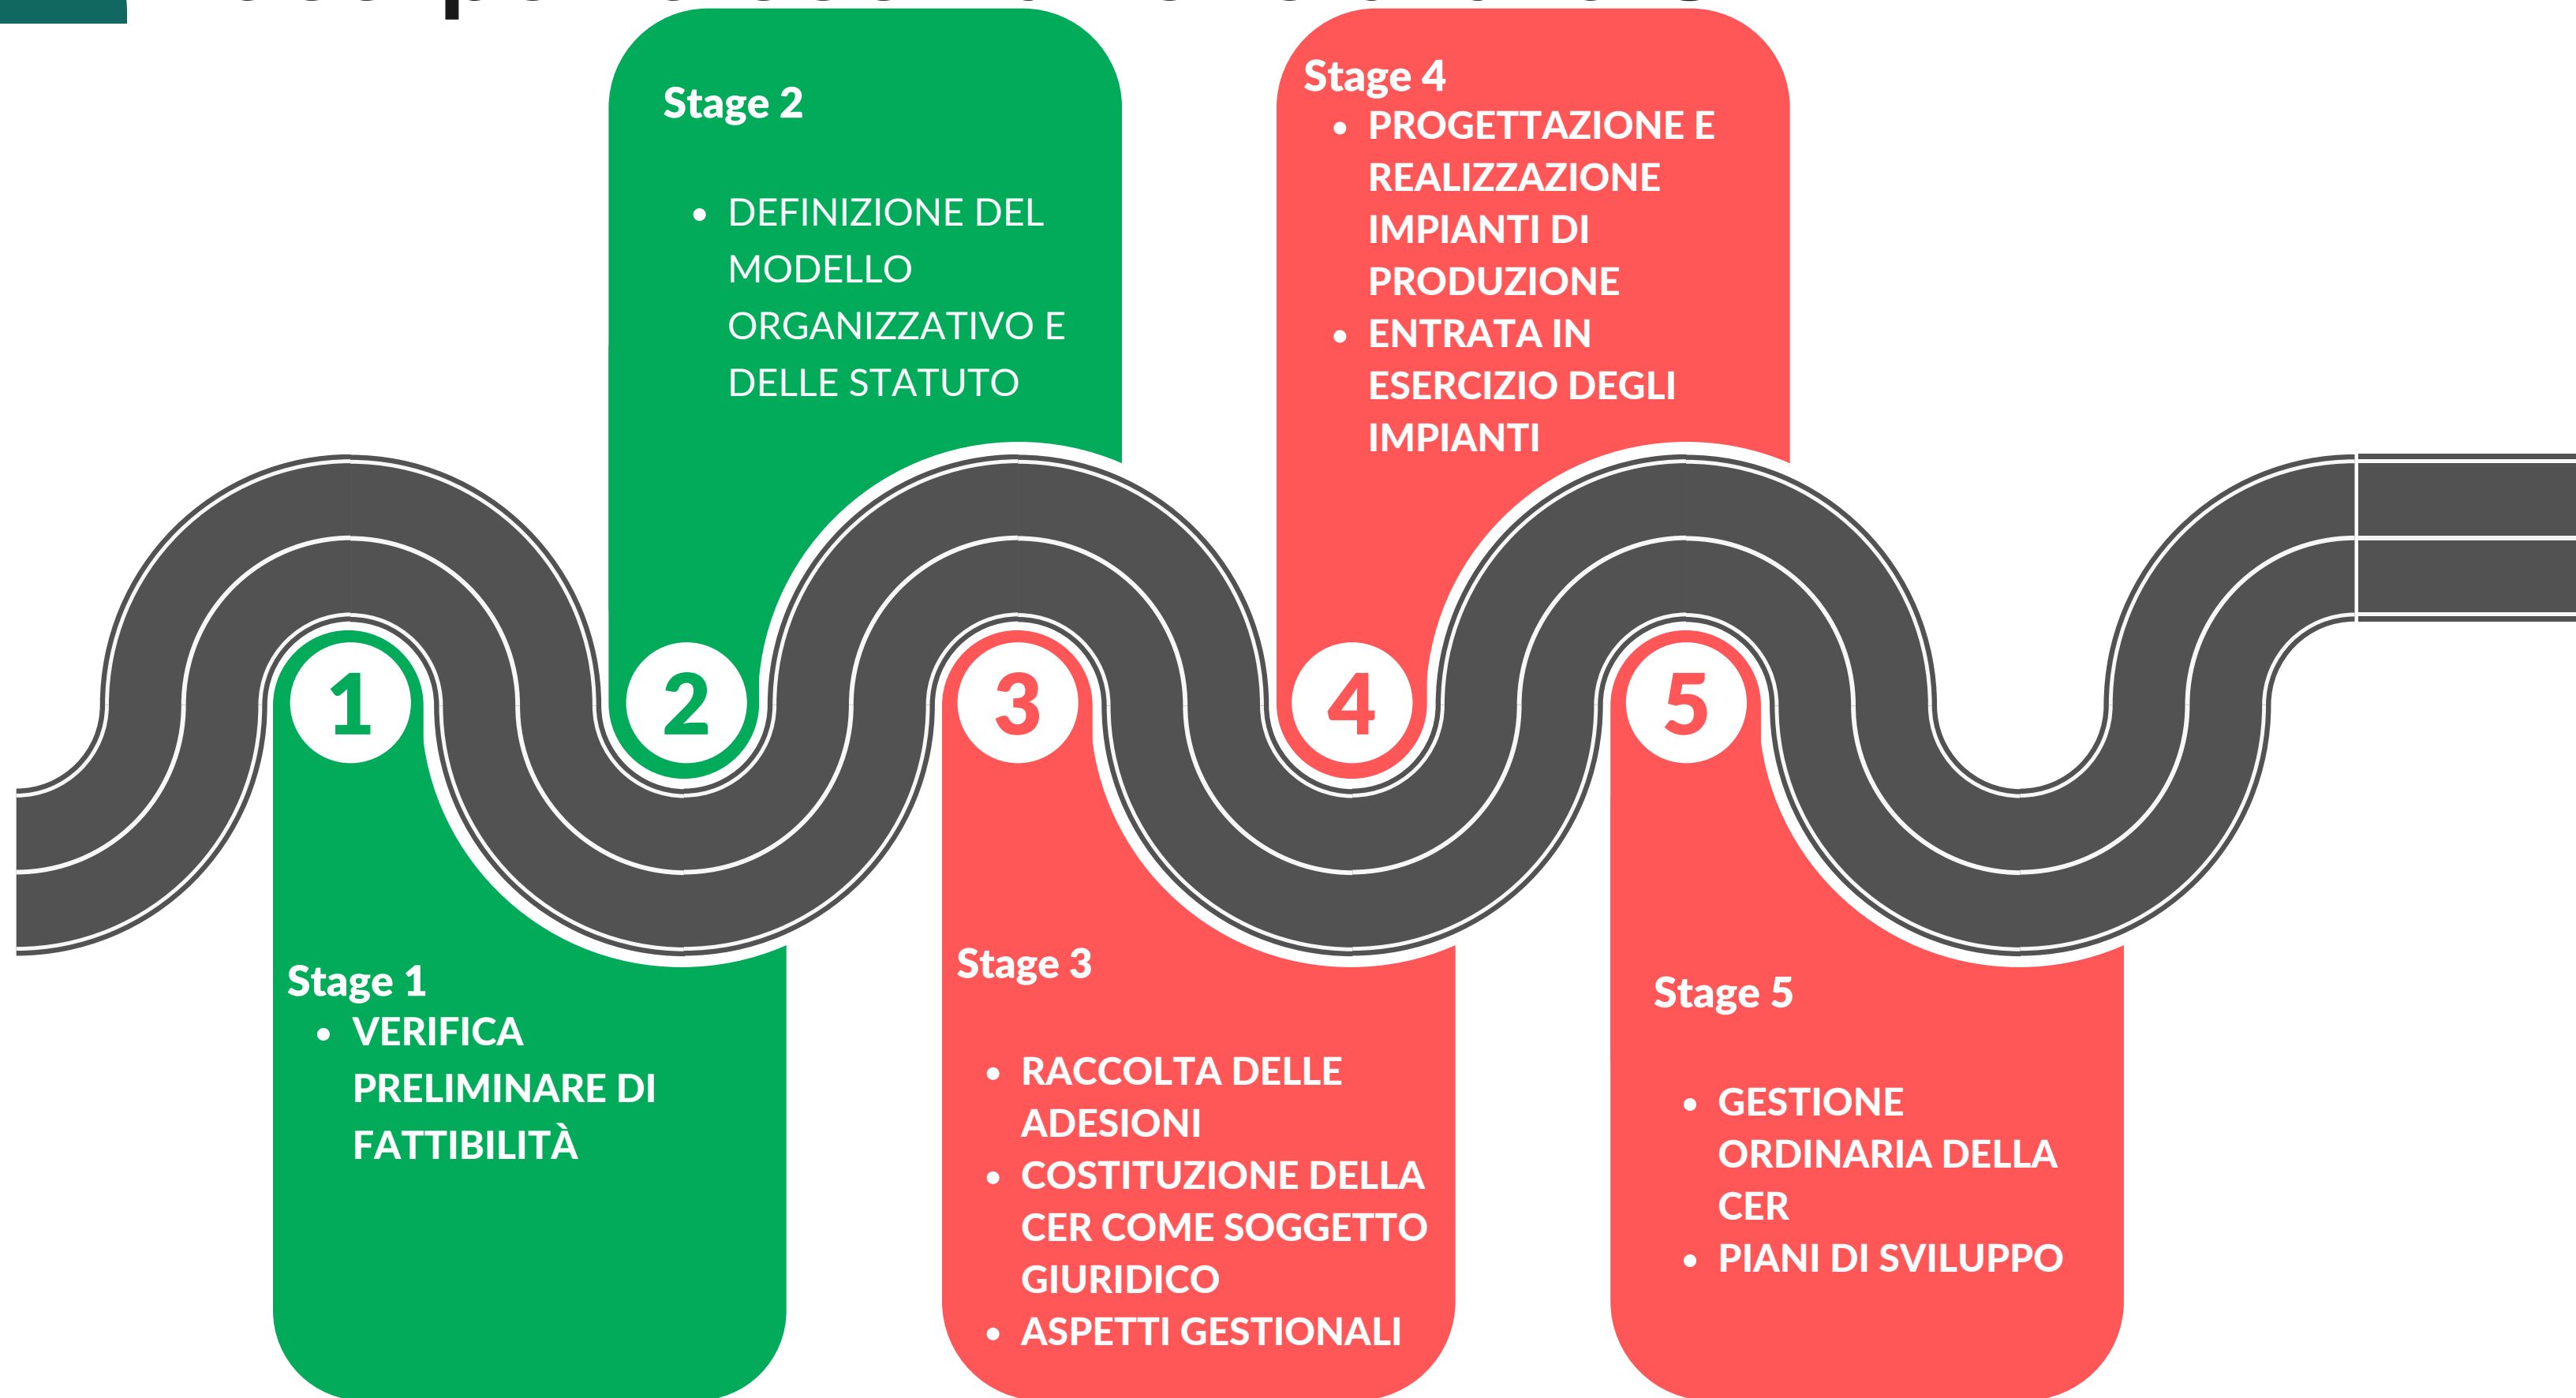 Stage 1
• VERIFICA
PRELIMINARE DI
FATTIBILITÀ
1
Stage 2
• DEFINIZIONE DEL
MODELLO
ORGANIZZATIVO E
DELLE STATUTO
2
3
Stage 3
• RACCOLTA DELLE
ADESIONI
• COSTITUZIONE DELLA
CER COME SOGGETTO
GIURIDICO
• ASPETTI GESTIONALI
Stage 4
• PROGETTAZIONE E
REALIZZAZIONE
IMPIANTI DI
PRODUZIONE
• ENTRATA IN
ESERCIZIO DEGLI
IMPIANTI
4
5
Stage 5
• GESTIONE
ORDINARIA DELLA
CER
• PIANI DI SVILUPPO